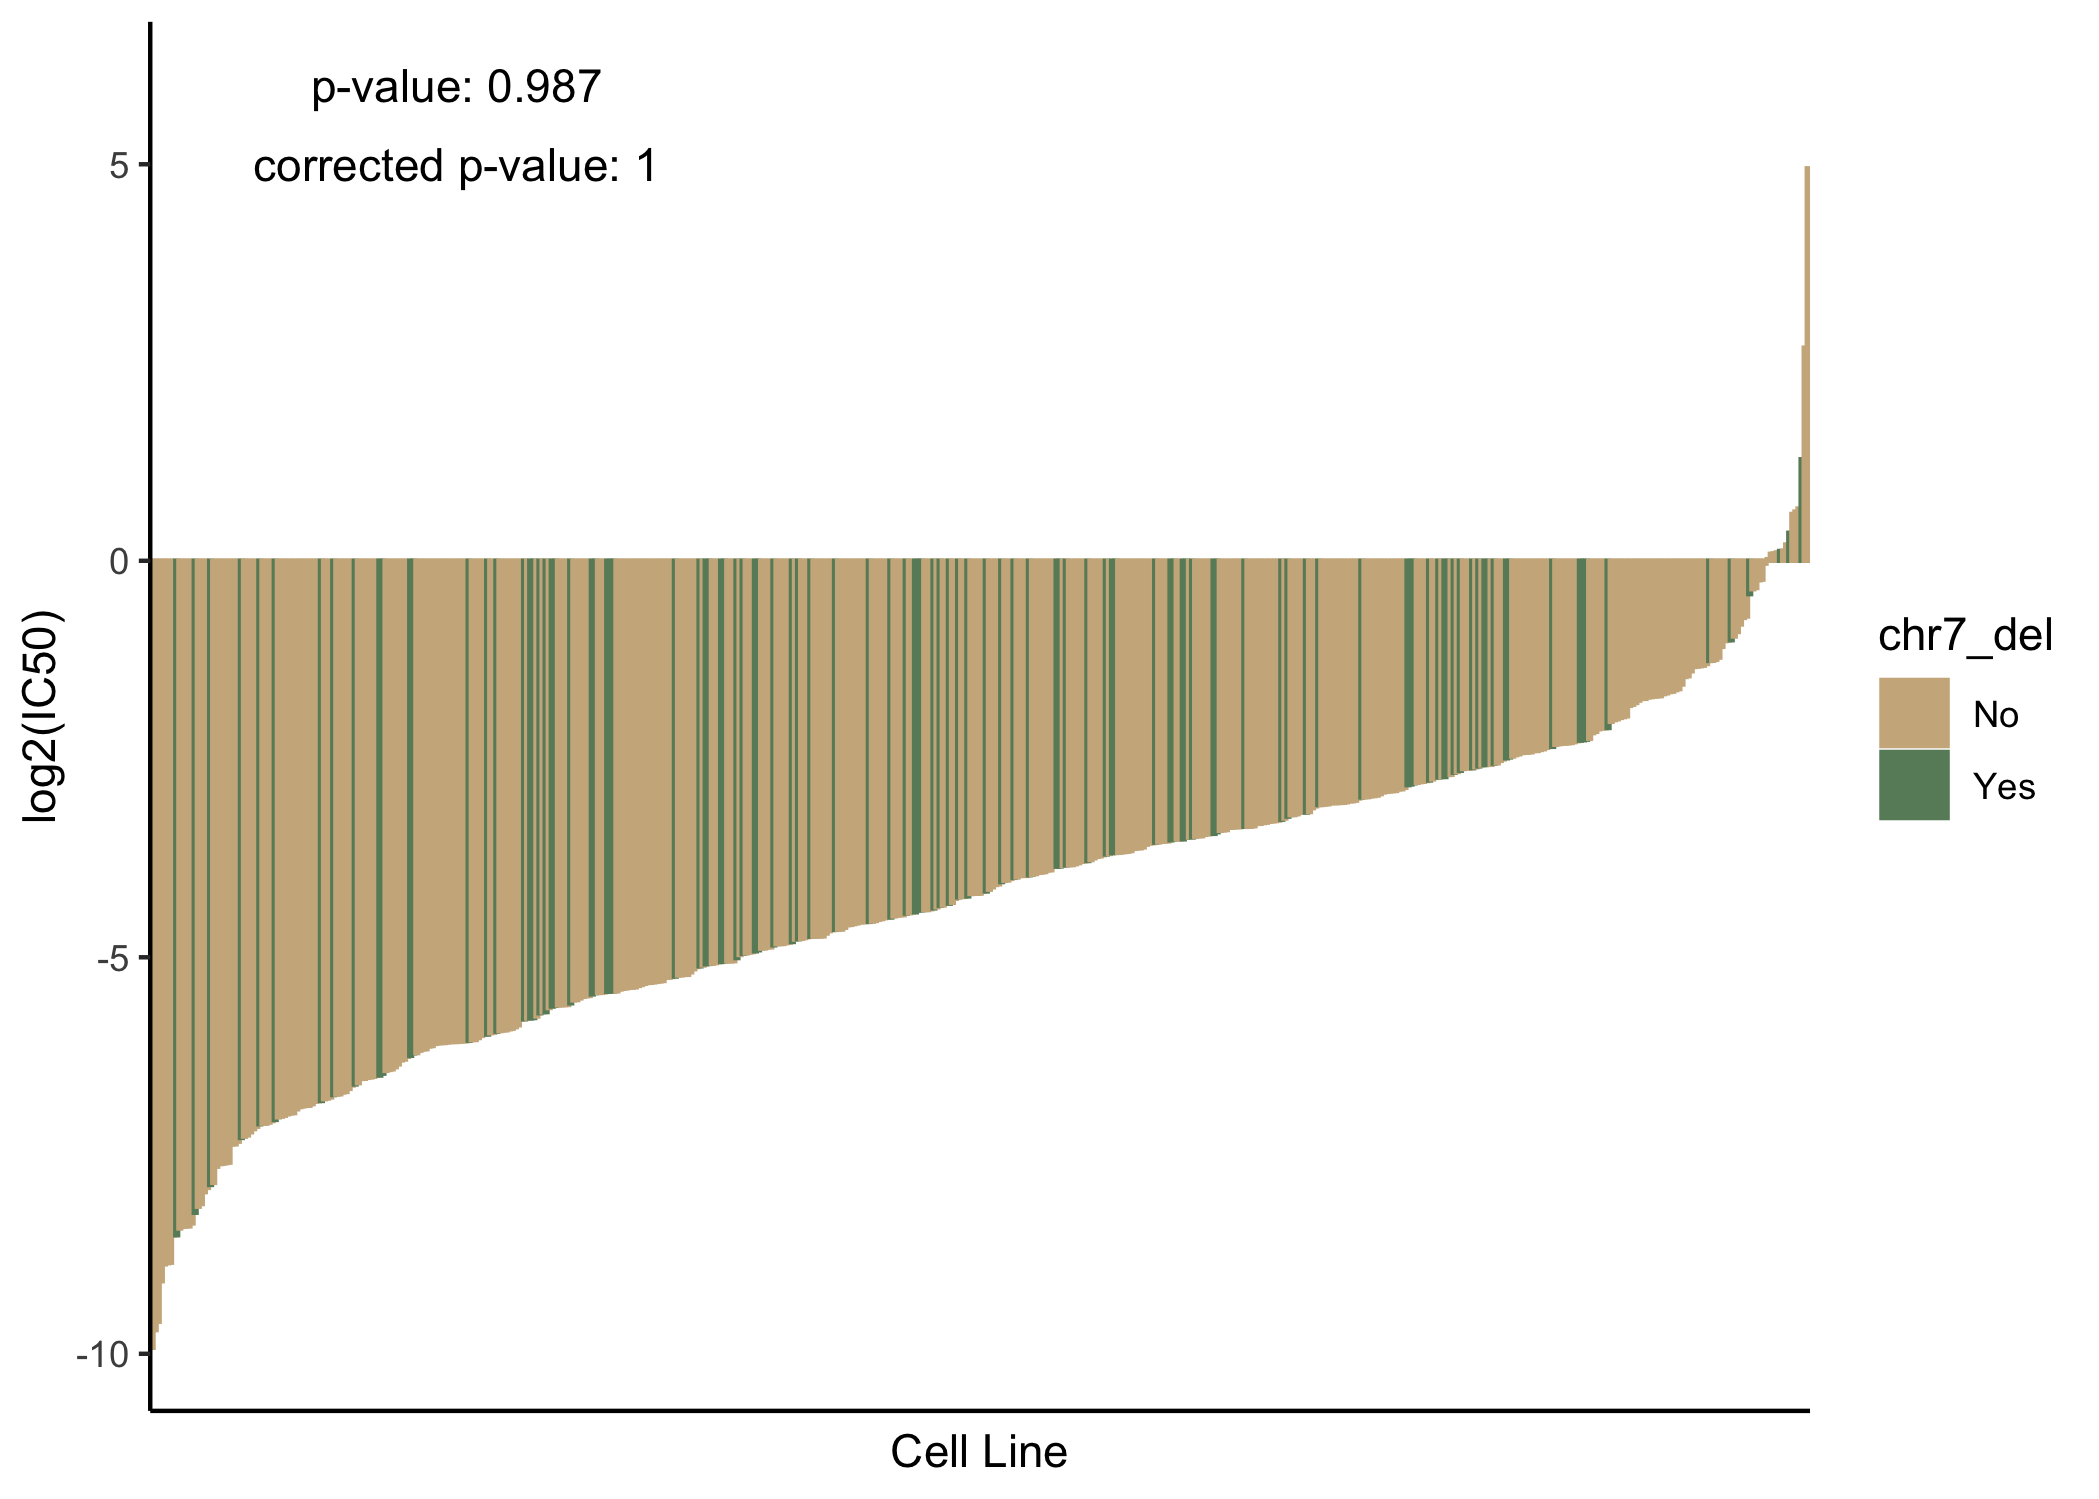 p-value: 0.987
corrected p-value: 1
5
0
-5
-10
log2(IC50)
Cell Line
chr7_del
No
Yes